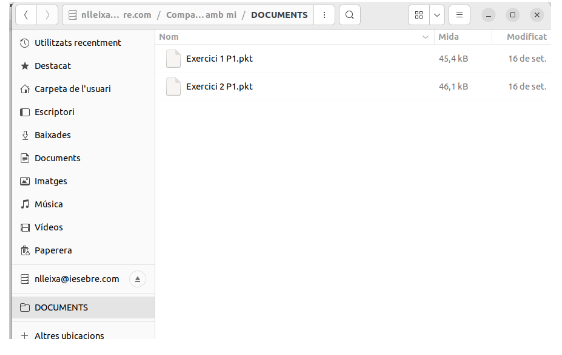 nlleixa... re.com / Compa... amb mi / DOCUMENTS
Nom Mida Modificat
Utilitzats recentment
Destacat
Carpeta de l'usuari
Escriptori
Baixades
Documents
Imatges
Música
Vídeos
Paperera
nlleixa@iesebre.com
DOCUMENTS
Altres ubicacions
Exercici 1 P1.pkt 45,4 kB 16 de set.
Exercici 2 P1.pkt 46,1 kB 16 de set.